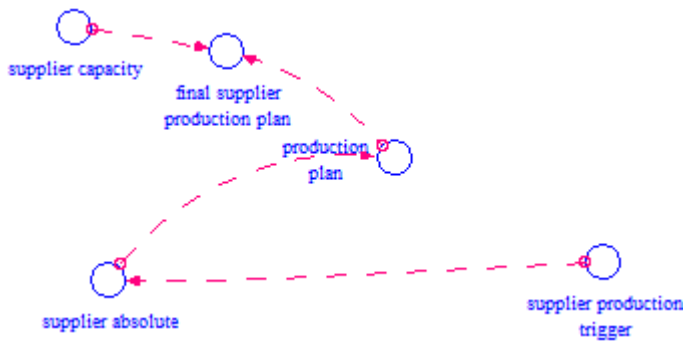 supplier capacity
final supplier
production plan
production
plan
supplier absolute
supplier production
trigger